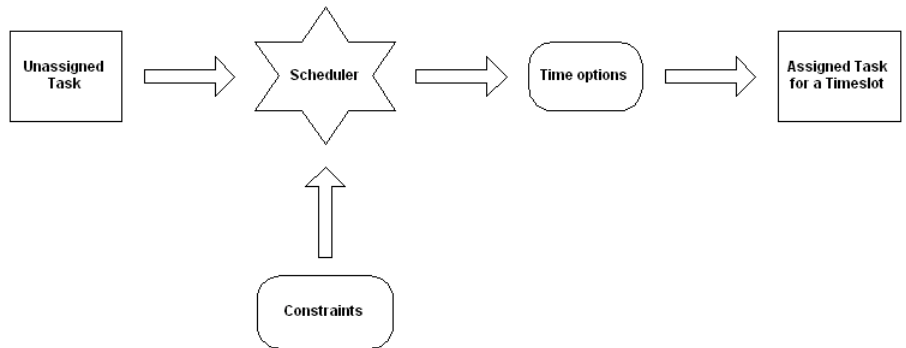 Unassigned
Task
Scheduler
Time options
Assigned Task
for a Timeslot
Constraints